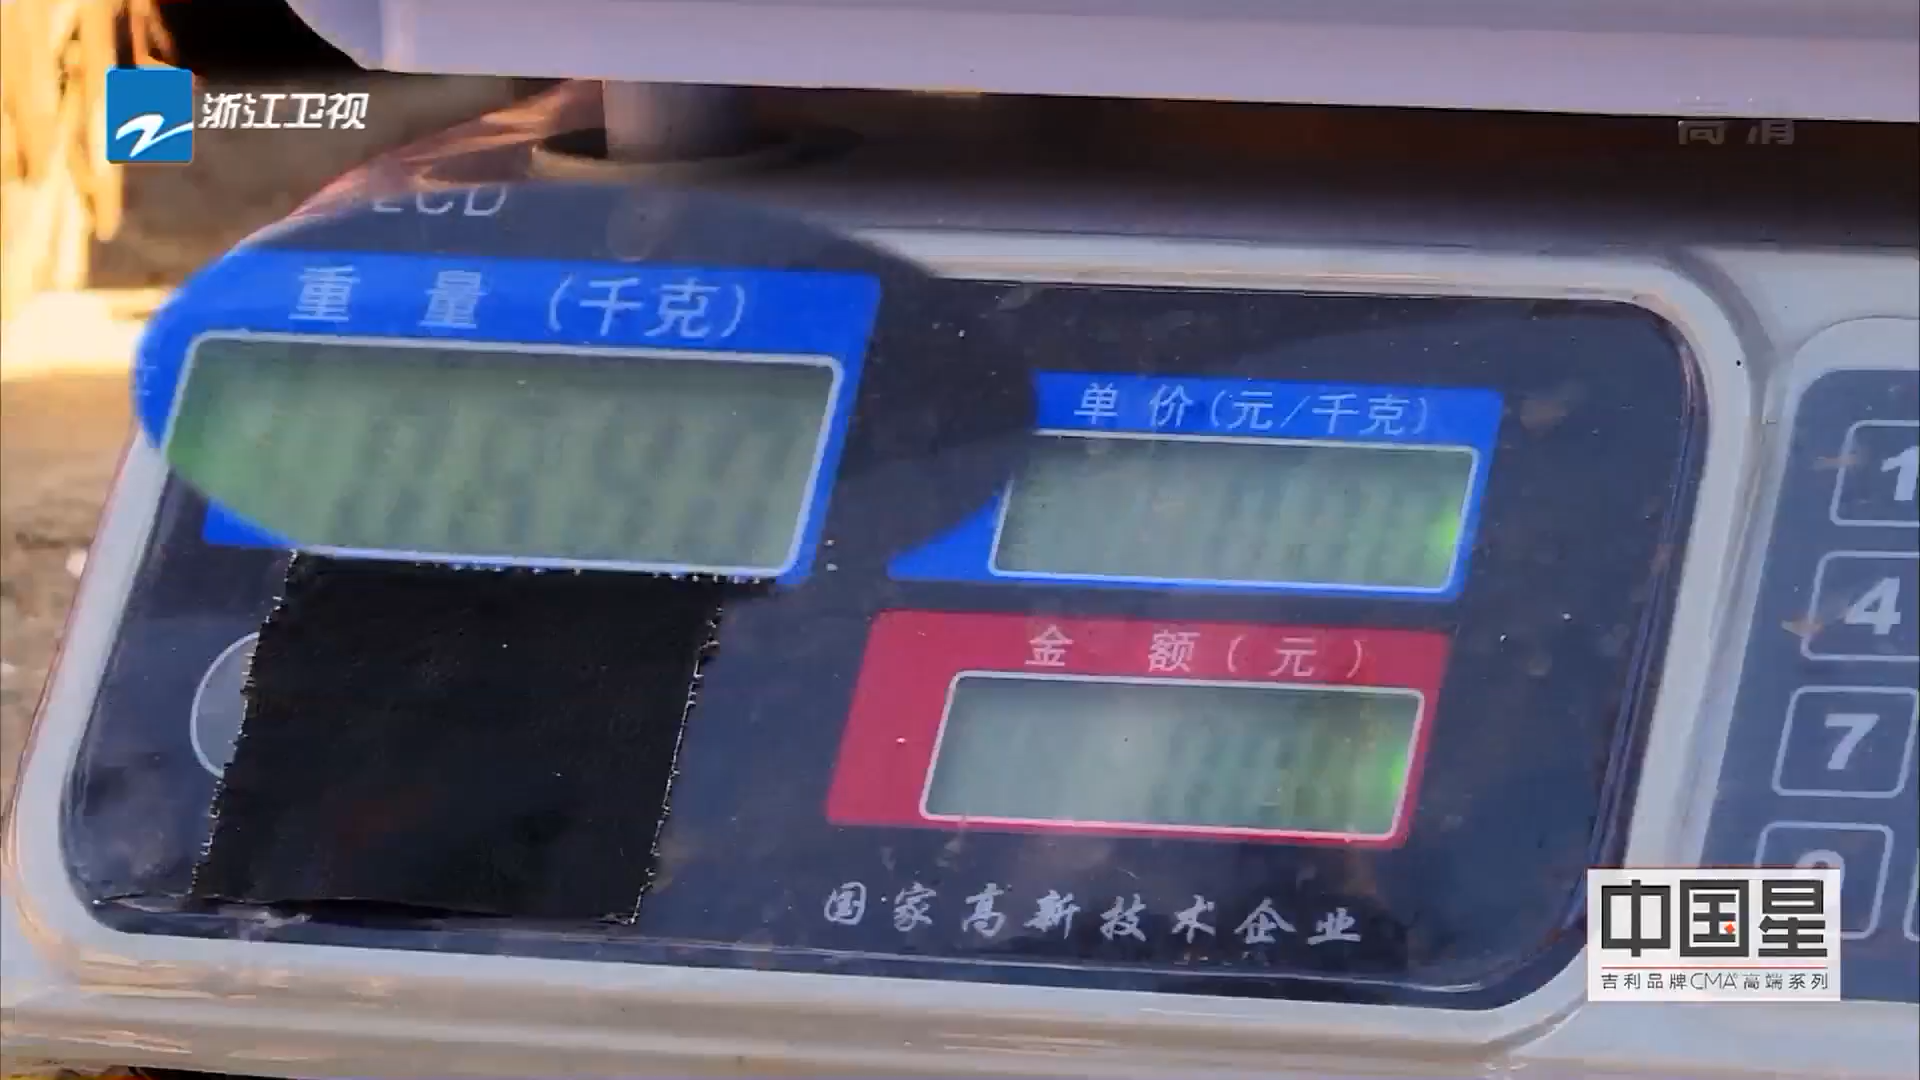 浙江卫视
高清
LCD
重 量 (千克)
单 价(元/千克)
金 额(元)
国家高新技术企业
1
4
7
中国星
吉利品牌CMA高端系列